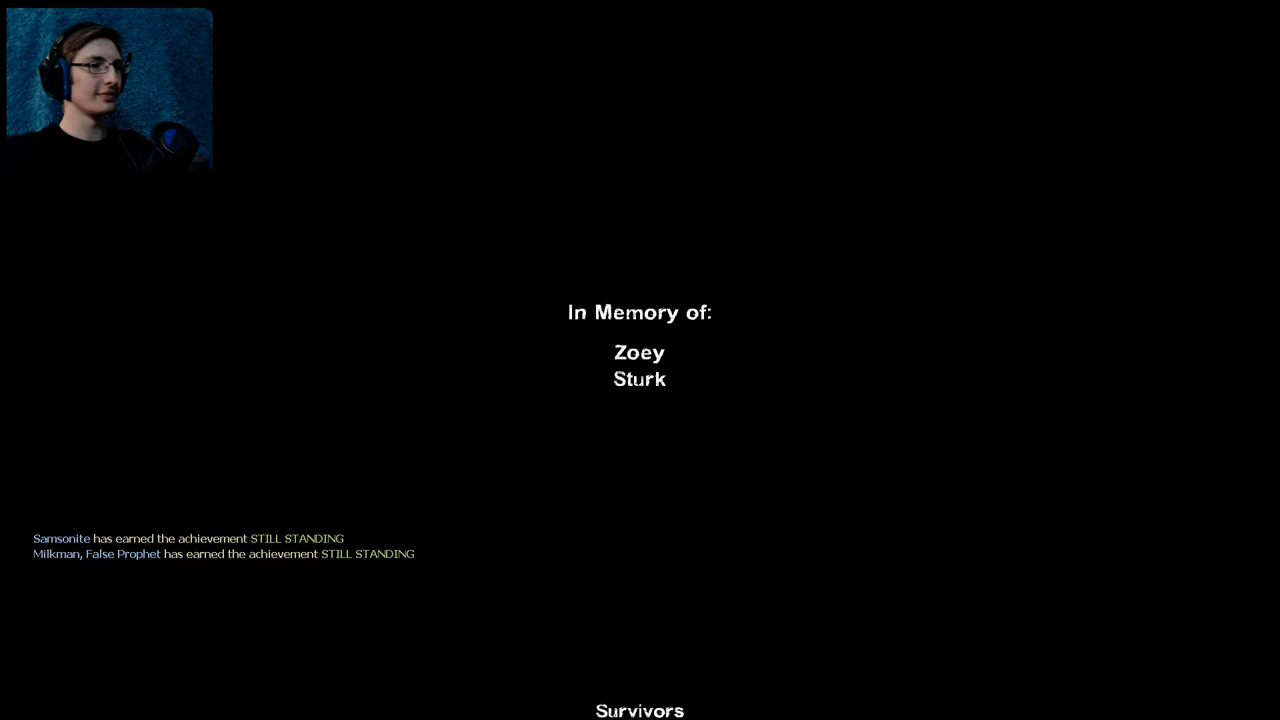 In Memory of:
Zoey
Sturk
Samsonite has earned the achievement STILL STANDING
Milkman, False Prophet has earned the achievement STILL STANDING
Survivors